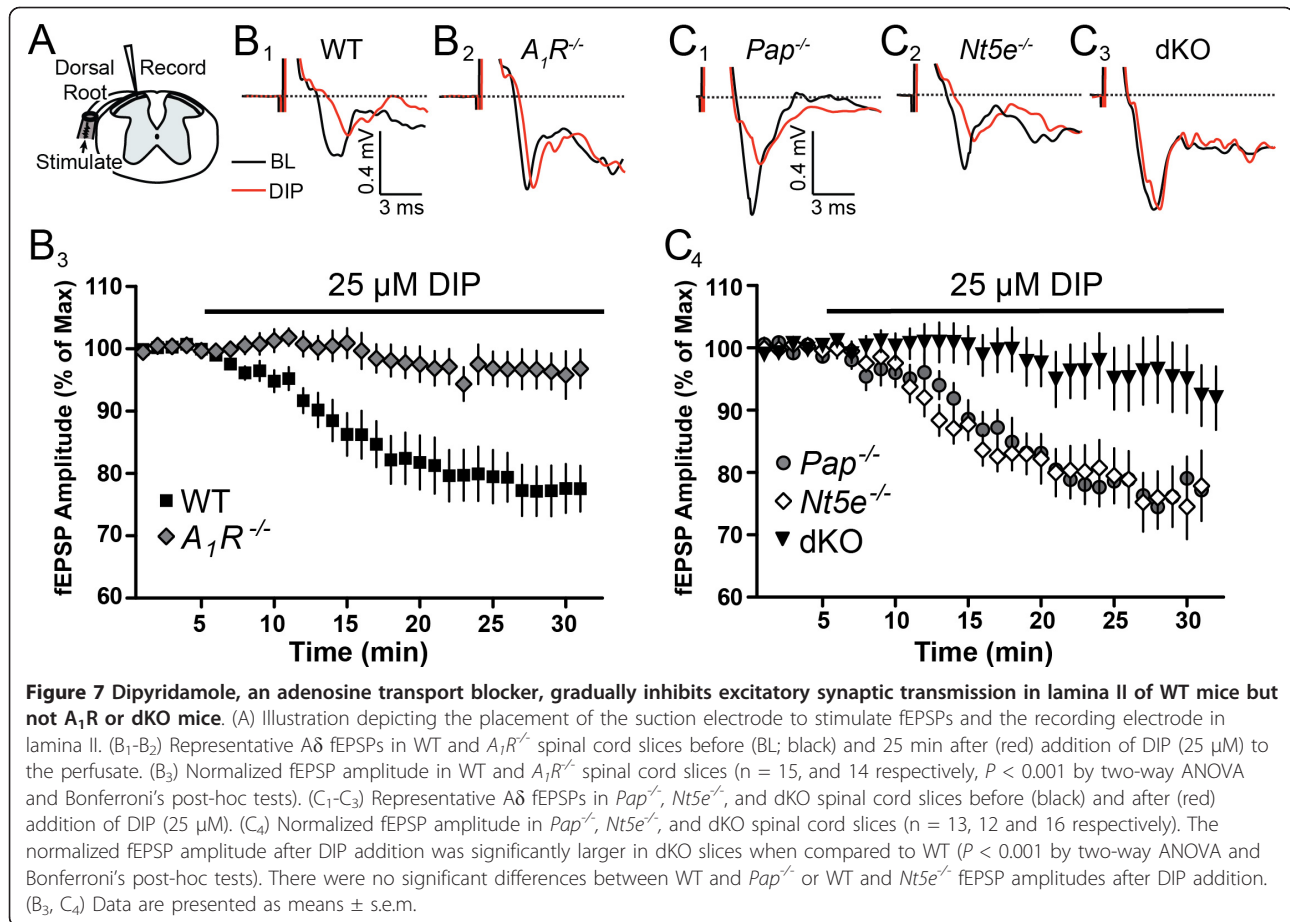 A
Dorsal Record
Root
Stimulate
BL
DIP
B1 WT
B2 A1R-/-
0.4 mV
3 ms
C1 Pap-/-
C2 Nt5e-/-
C3 dKO
0.4 mV
3 ms
B3
25 µM DIP
fEPSP Amplitude (% of Max)
110
100
90
80
70
60
WT
A1R-/-
5 10 15 20 25 30
Time (min)
C4
25 µM DIP
fEPSP Amplitude (% of Max)
110
100
90
80
70
60
Pap-/-
Nt5e-/-
dKO
5 10 15 20 25 30
Time (min)
Figure 7 Dipyridamole, an adenosine transport blocker, gradually inhibits excitatory synaptic transmission in lamina II of WT mice but
not A1R or dKO mice. (A) Illustration depicting the placement of the suction electrode to stimulate fEPSPs and the recording electrode in
lamina II. (B1-B2) Representative Aδ fEPSPs in WT and A1R-/- spinal cord slices before (BL; black) and 25 min after (red) addition of DIP (25 µM) to
the perfusate. (B3) Normalized fEPSP amplitude in WT and A1R-/- spinal cord slices (n = 15, and 14 respectively, P < 0.001 by two-way ANOVA
and Bonferroni's post-hoc tests). (C1-C3) Representative Aδ fEPSPs in Pap-/-, Nt5e-/-, and dKO spinal cord slices before (black) and after (red)
addition of DIP (25 µM). (C4) Normalized fEPSP amplitude in Pap-/-, Nt5e-/-, and dKO spinal cord slices (n = 13, 12 and 16 respectively). The
normalized fEPSP amplitude after DIP addition was significantly larger in dKO slices when compared to WT (P < 0.001 by two-way ANOVA and
Bonferroni's post-hoc tests). There were no significant differences between WT and Pap-/- or WT and Nt5e-/- fEPSP amplitudes after DIP addition.
(B3, C4) Data are presented as means ± s.e.m.